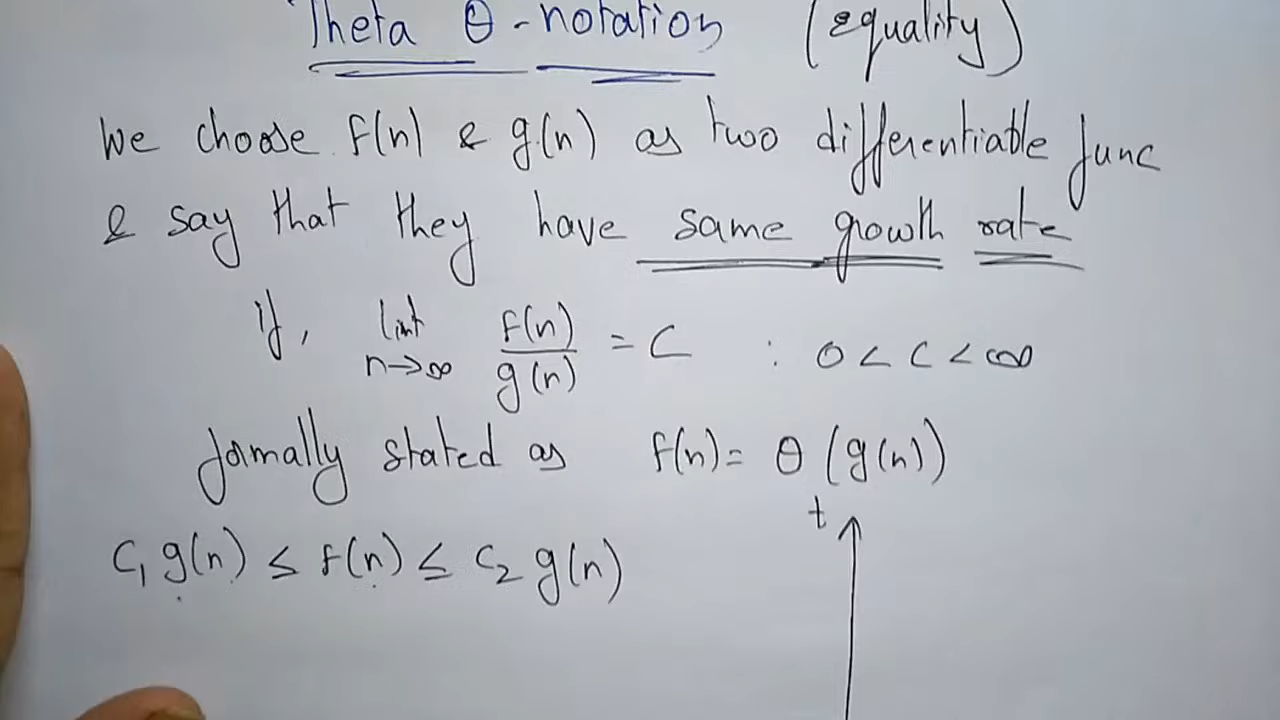 Theta θ - notation (equality)
We choose f(n) & g(n) as two differentiable func
& say that they have same growth rate
if, limt n→∞ f(n)/g(n) = C : 0 < C < ∞
formally stated as f(n) = θ (g(n))
t
C₁ g(n) ≤ f(n) ≤ C₂ g(n)